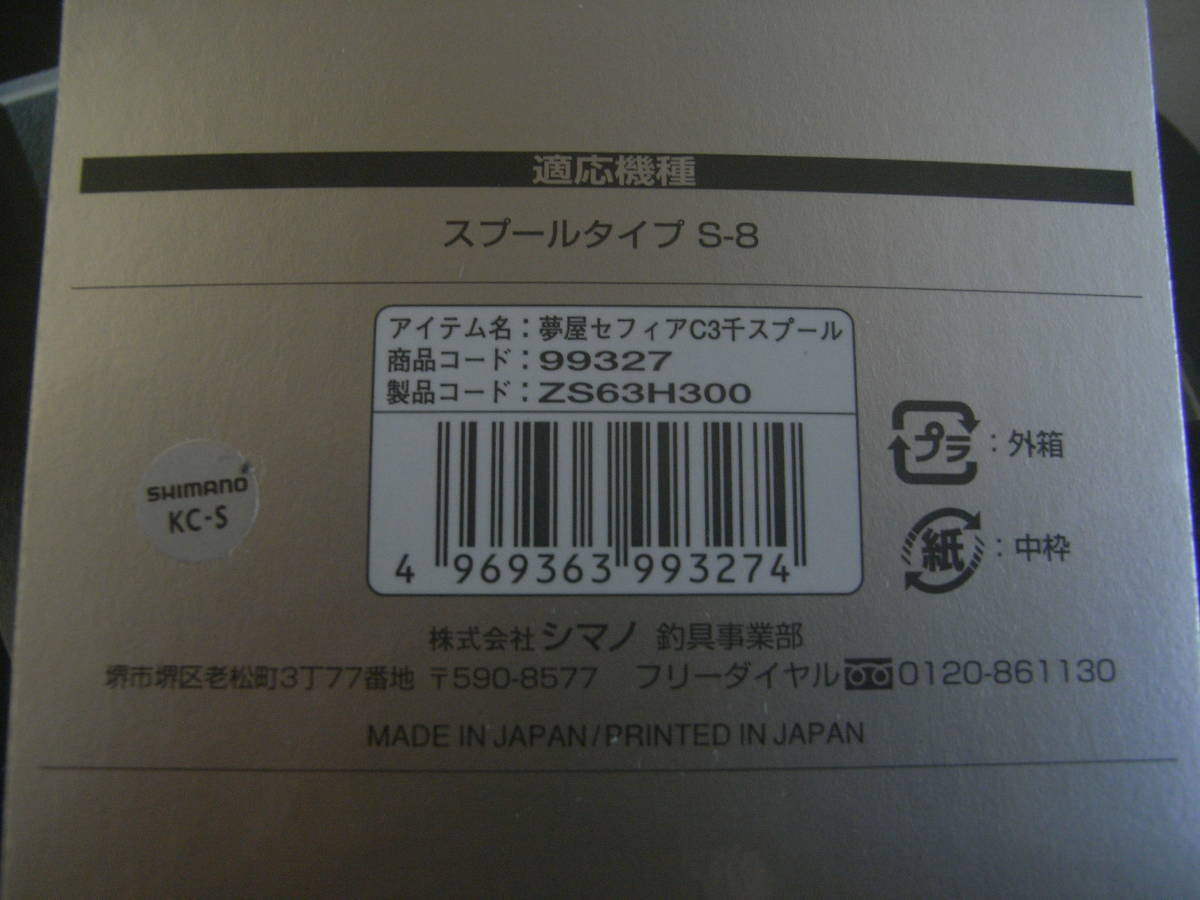 適応機種
スプールタイプ S-8
アイテム名：夢屋セフィアC3千スプール
商品コード：99327
製品コード：ZS63H300
4 969363 993274
SHIMANO
KC-S
プラ：外箱
紙：中枠
株式会社 シマノ 釣具事業部
堺市堺区老松町3丁77番地 〒590-8577 フリーダイヤル 0120-861130
MADE IN JAPAN/PRINTED IN JAPAN